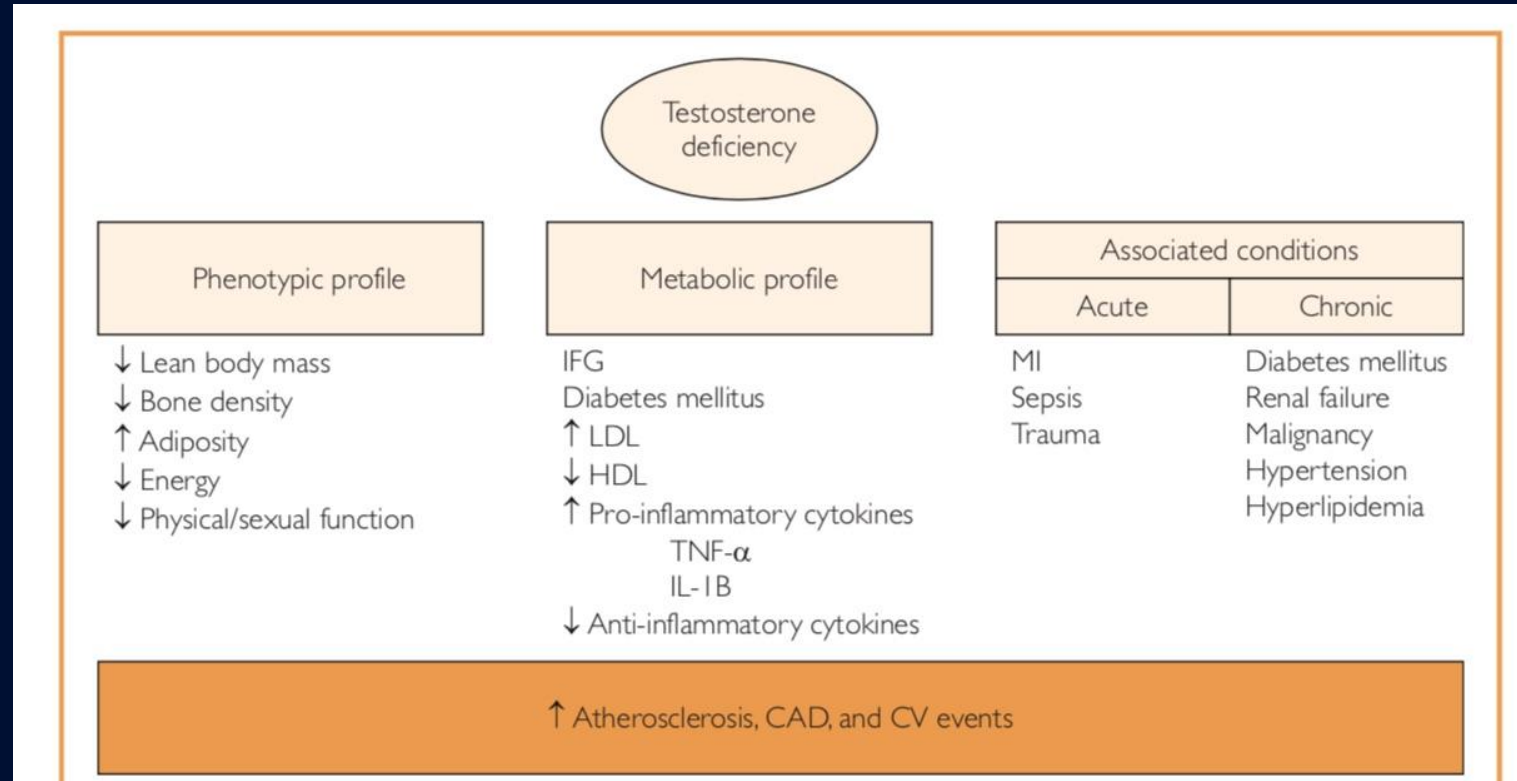 Testosterone
deficiency
Phenotypic profile
↓ Lean body mass
↓ Bone density
↑ Adiposity
↓ Energy
↓ Physical/sexual function
Metabolic profile
IFG
Diabetes mellitus
↑ LDL
↓ HDL
↑ Pro-inflammatory cytokines
TNF-α
IL-1B
↓ Anti-inflammatory cytokines
Associated conditions
Acute
MI
Sepsis
Trauma
Chronic
Diabetes mellitus
Renal failure
Malignancy
Hypertension
Hyperlipidemia
↑ Atherosclerosis, CAD, and CV events